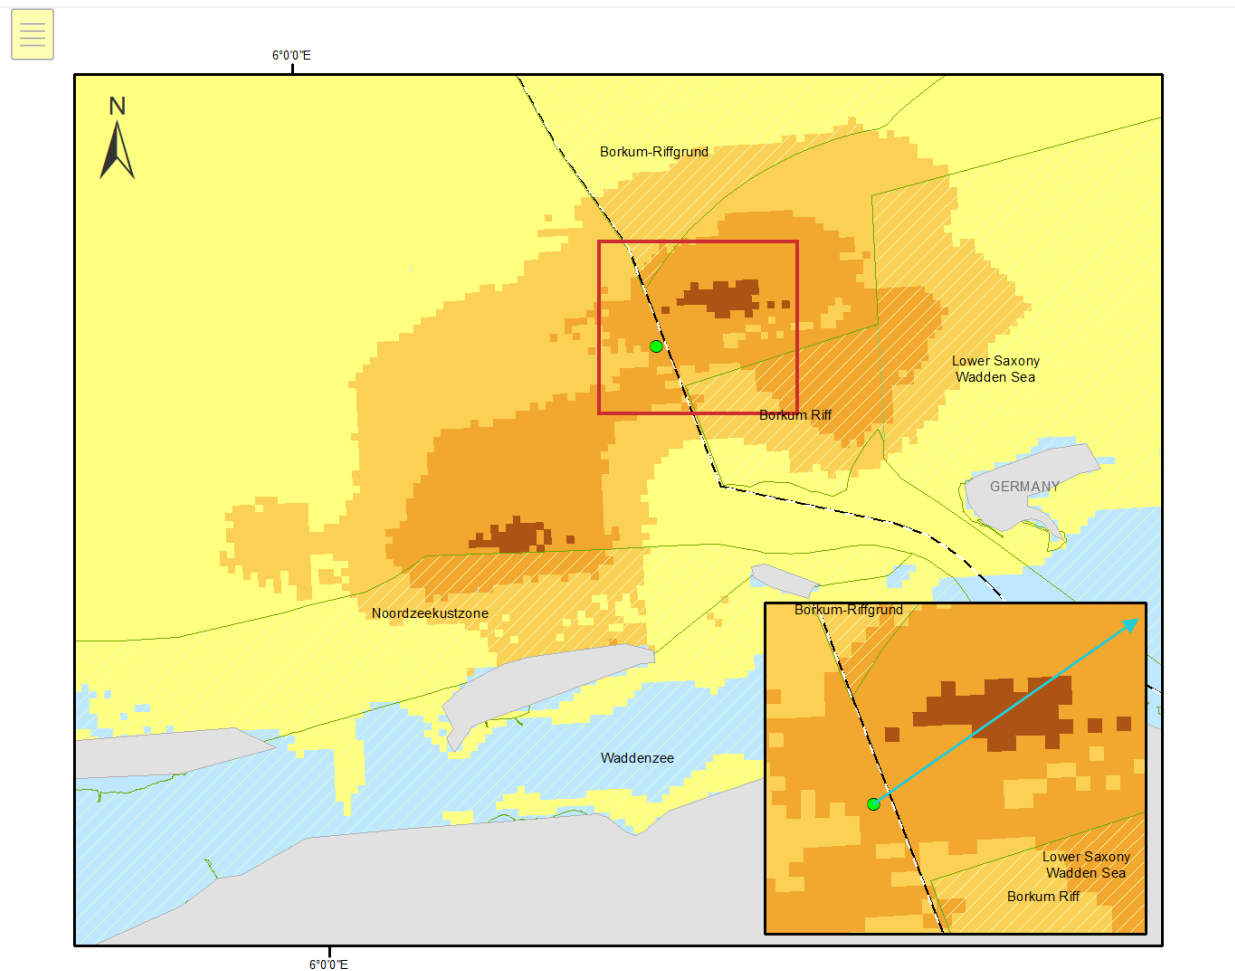 6°0'0"E
N
Borkum-Riffgrund
Lower Saxony
Wadden Sea
Borkum Riff
GERMANY
Noordzeekustzone
Borkum-Riffgrund
Waddenzee
Lower Saxony
Wadden Sea
Borkum Riff
6°0'0"E